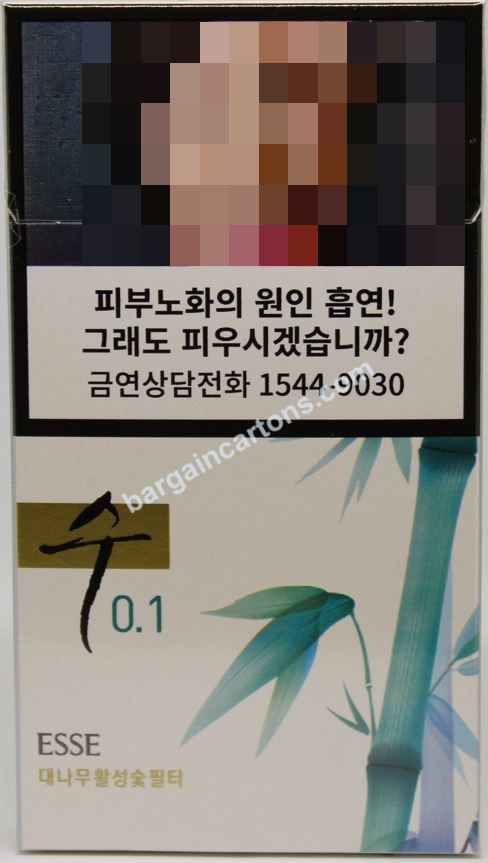 피부노화의 원인 흡연!
그래도 피우시겠습니까?
금연상담전화 1544-9030
bargaincartons.com
수
0.1
ESSE
대나무활성숯필터